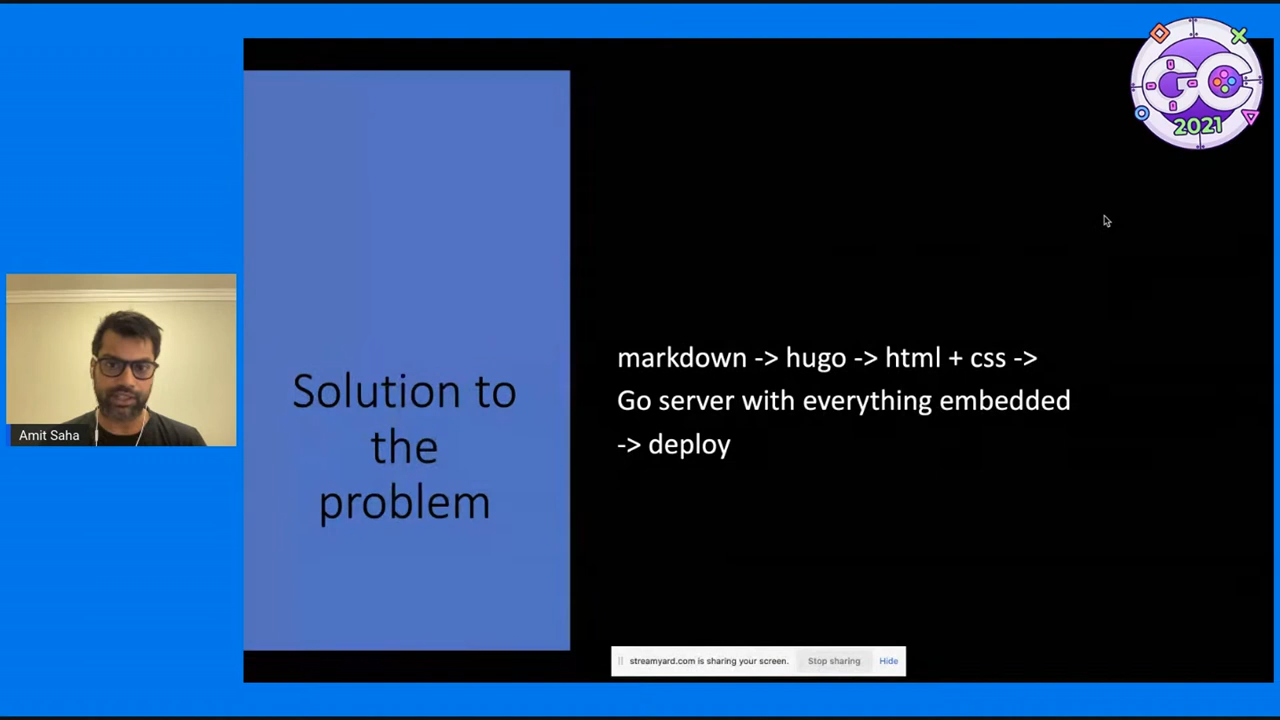 GC
2021
Solution to
the
problem
markdown -> hugo -> html + css ->
Go server with everything embedded
-> deploy
Amit Saha
streamyard.com is sharing your screen. Stop sharing Hide